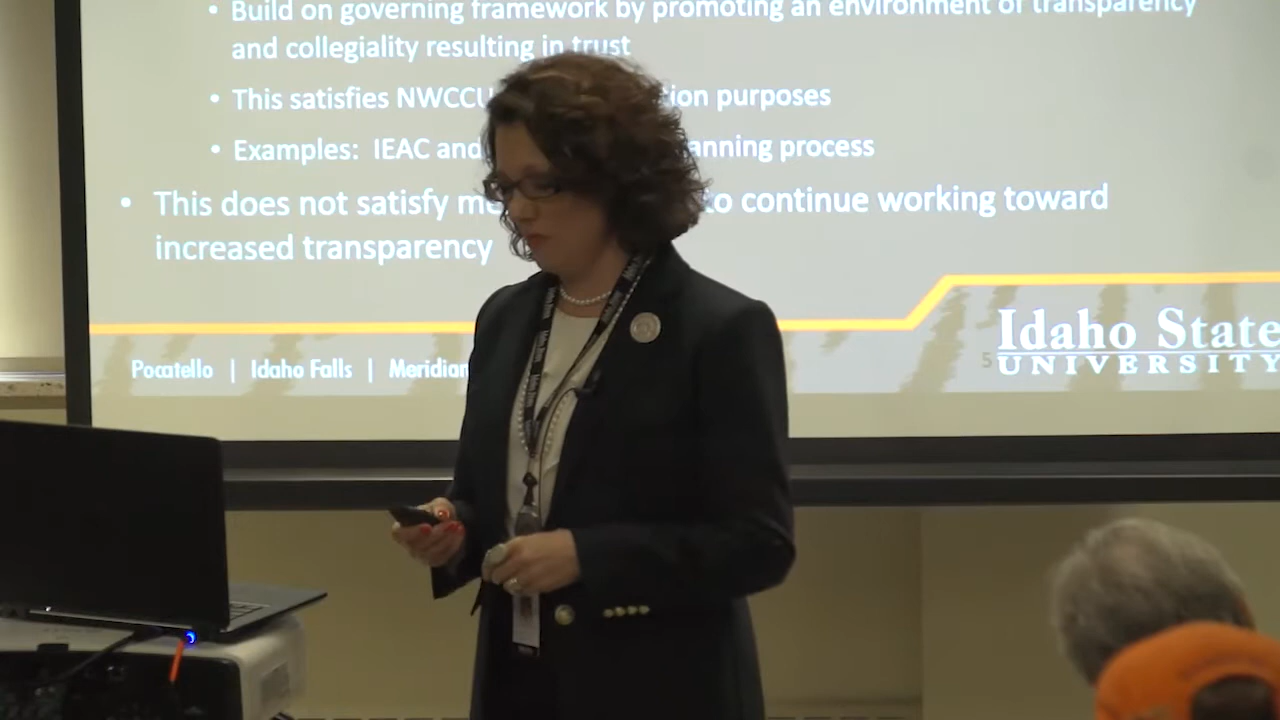 • Build on governing framework by promoting an environment of transparency
and collegiality resulting in trust
• This satisfies NWCCU tion purposes
• Examples: IEAC and anning process
• This does not satisfy me to continue working toward
increased transparency
Pocatello | Idaho Falls | Meridian
5
Idaho State
UNIVERSITY